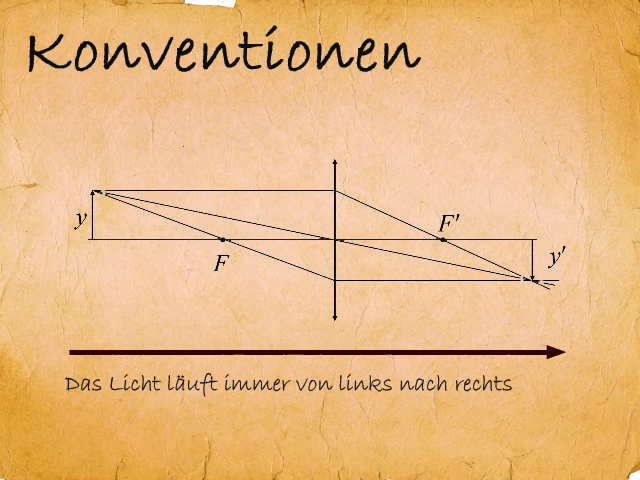 Konventionen
y
F
F'
y'
Das Licht läuft immer von links nach rechts